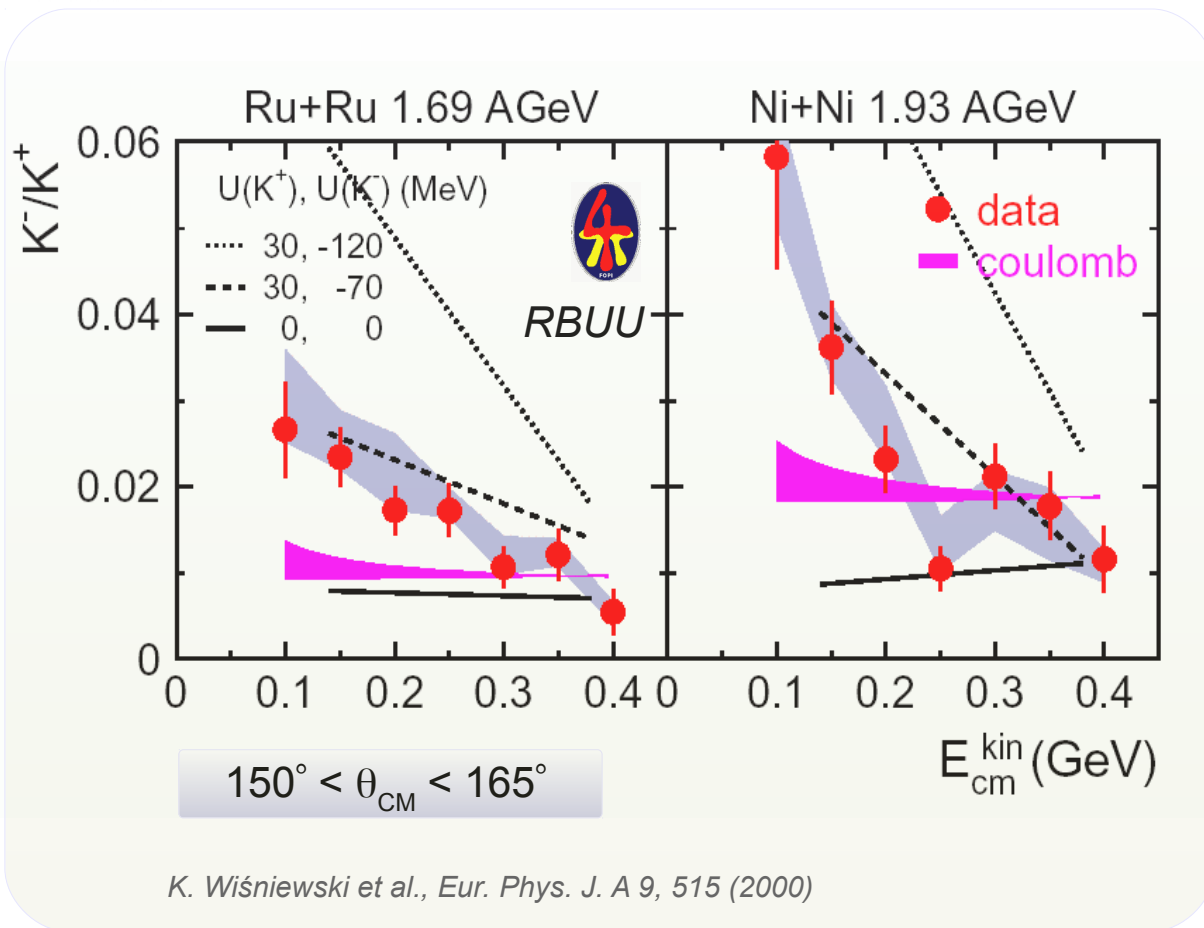 Ru+Ru 1.69 AGeV
Ni+Ni 1.93 AGeV
K⁻/K⁺
0.06
0.04
0.02
0
U(K⁺), U(K⁻) (MeV)
30, -120
30, -70
0, 0
FOPI
RBUU
data
coulomb
0 0.1 0.2 0.3 0.4 0 0.1 0.2 0.3 0.4
E_cm^kin (GeV)
150° < θ_CM < 165°
K. Wiśniewski et al., Eur. Phys. J. A 9, 515 (2000)